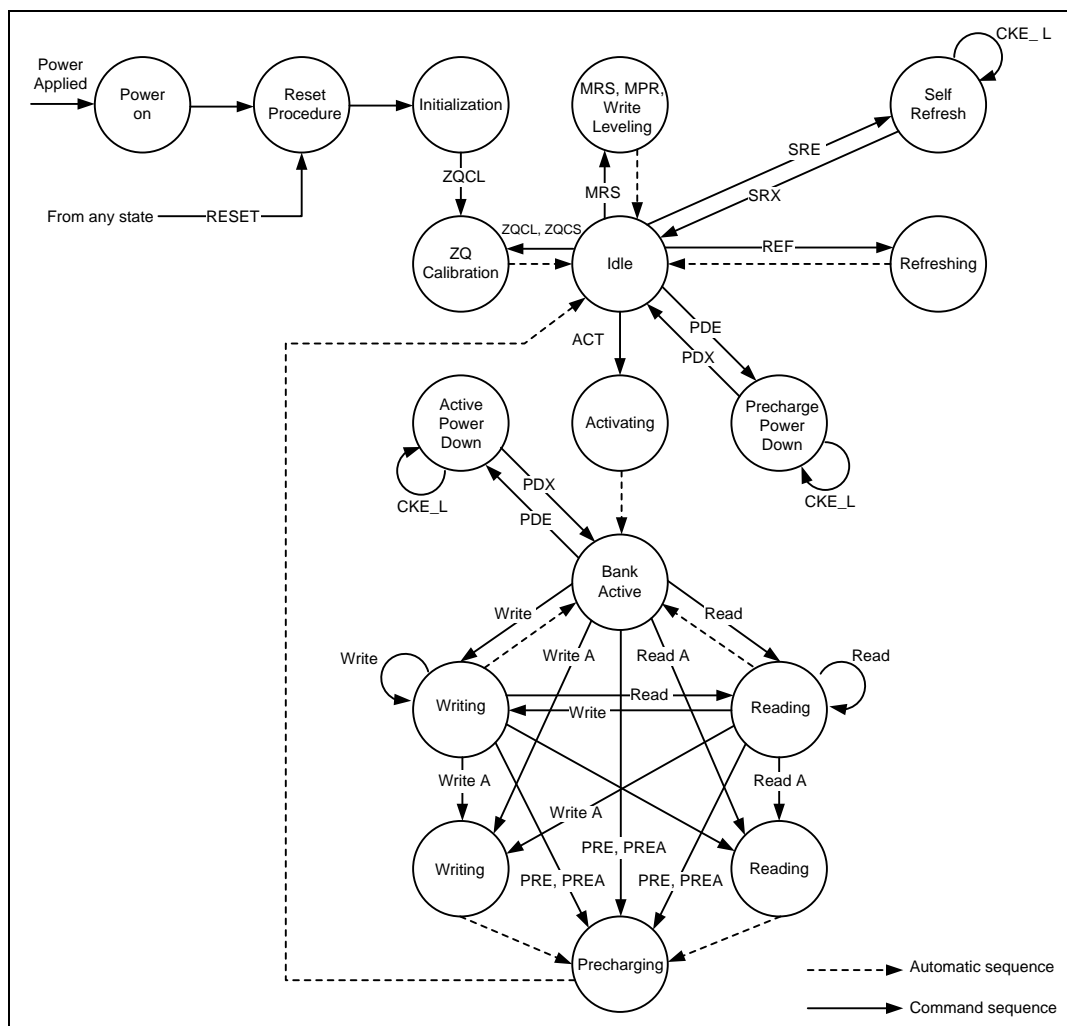 Power
Applied
Power
on
Reset
Procedure
Initialization
MRS, MPR,
Write
Leveling
CKE_ L
Self
Refresh
From any state
RESET
ZQCL
MRS
SRE
SRX
ZQCL, ZQCS
REF
ZQ
Calibration
Idle
Refreshing
ACT
PDE
PDX
Active
Power
Down
Activating
Precharge
Power
Down
CKE_L
PDX
PDE
CKE_L
Bank
Active
Write
Read
Write
Write A
Read A
Read
Writing
Read
Write
Reading
Write A
Write A
Read A
Writing
PRE, PREA
PRE, PREA
PRE, PREA
Reading
Precharging
Automatic sequence
Command sequence